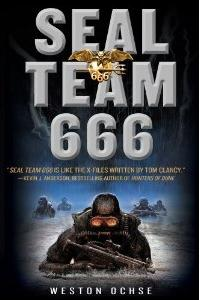 SEAL
TEAM
666
666
"SEAL TEAM 666 IS LIKE THE X-FILES WRITTEN BY TOM CLANCY."
—KEVIN J. ANDERSON, BESTSELLING AUTHOR OF HUNTERS OF DUNE
WESTON OCHSE